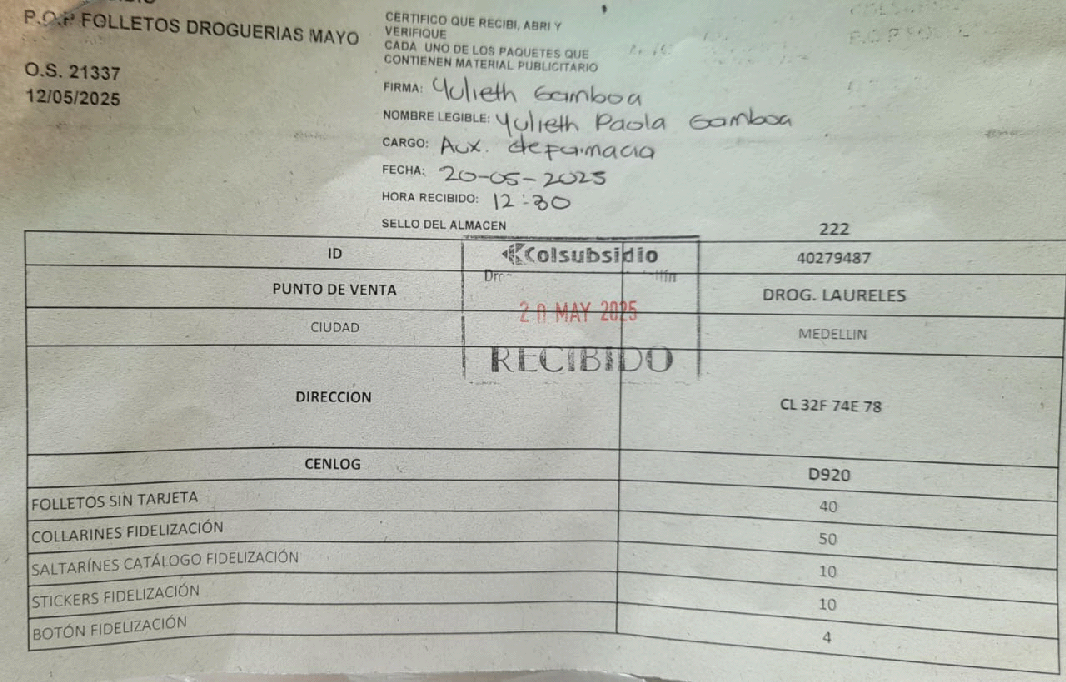 P.O.P FOLLETOS DROGUERIAS MAYO
O.S. 21337
12/05/2025
CERTIFICO QUE RECIBI, ABRI Y
VERIFIQUE
CADA UNO DE LOS PAQUETES QUE
CONTIENEN MATERIAL PUBLICITARIO
FIRMA: Yulieth Gamboa
NOMBRE LEGIBLE: Yulieth Paola Gamboa
CARGO: Aux. de farmacia
FECHA: 20-05-2025
HORA RECIBIDO: 12:30
SELLO DEL ALMACEN
222
ID 40279487
Colsubsidio
PUNTO DE VENTA DROG. LAURELES
20 MAY 2025
CIUDAD MEDELLIN
RECIBIDO
DIRECCIÓN CL 32F 74E 78
CENLOG D920
FOLLETOS SIN TARJETA 40
COLLARINES FIDELIZACIÓN 50
SALTARÍNES CATÁLOGO FIDELIZACIÓN 10
STICKERS FIDELIZACIÓN 10
BOTÓN FIDELIZACIÓN 4